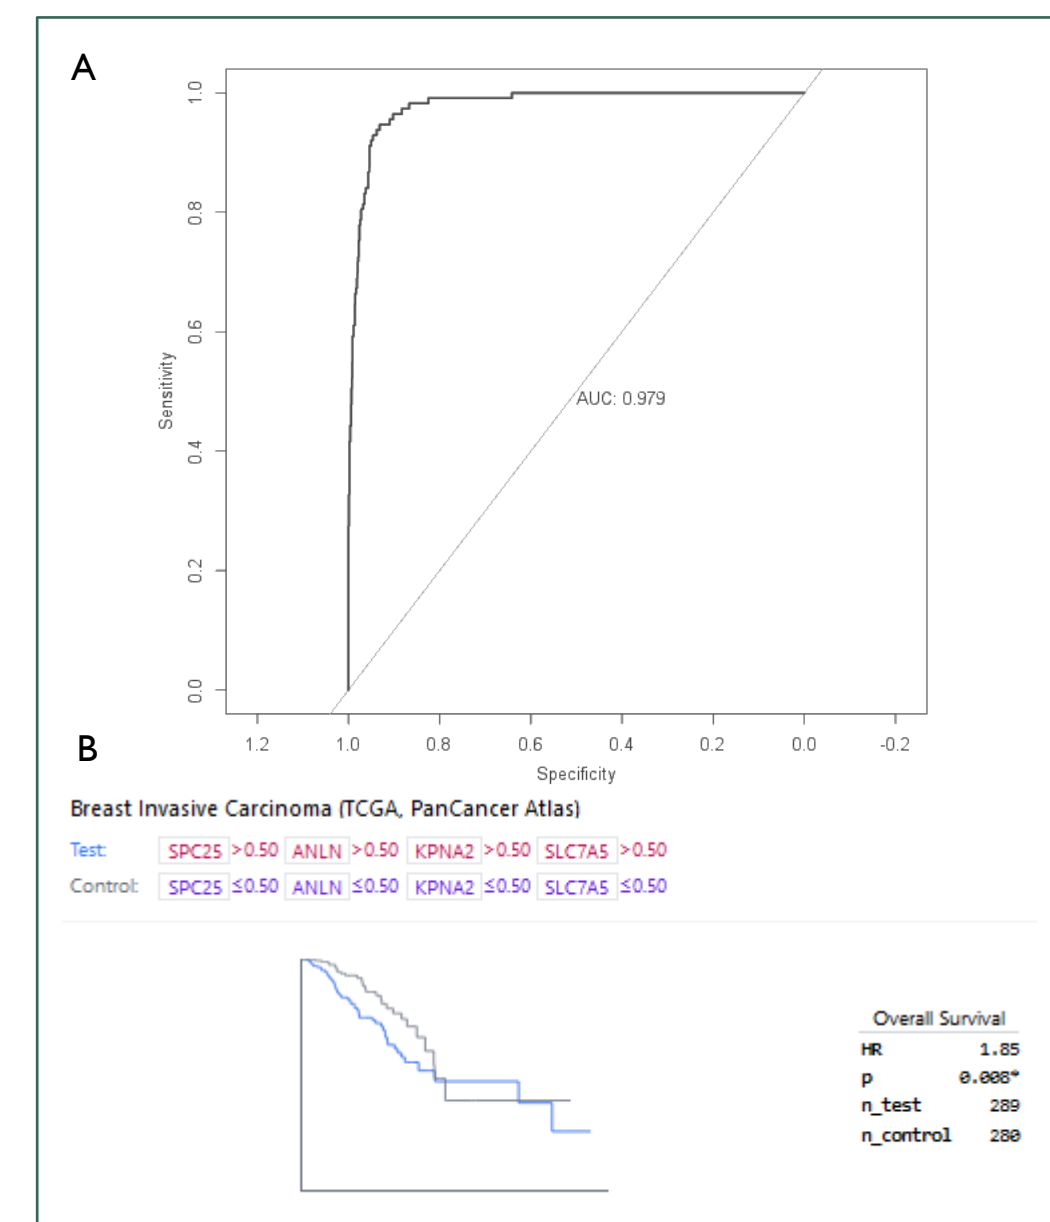 A
1.0
0.8
0.6
0.4
0.2
0.0
Sensitivity
AUC: 0.979
1.2 1.0 0.8 0.6 0.4 0.2 0.0 -0.2
Specificity
B
Breast Invasive Carcinoma (TCGA, PanCancer Atlas)
Test: SPC25 >0.50 ANLN >0.50 KPNA2 >0.50 SLC7A5 >0.50
Control: SPC25 ≤0.50 ANLN ≤0.50 KPNA2 ≤0.50 SLC7A5 ≤0.50
Overall Survival
HR 1.85
p 0.008*
n_test 289
n_control 280